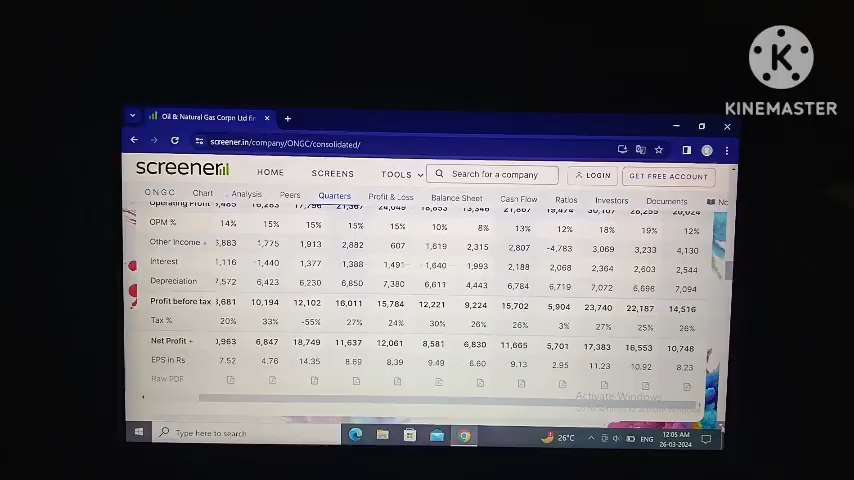 K
KINEMASTER
Oil & Natural Gas Corpn Ltd fin
screener.in/company/ONGC/consolidated/
screener HOME SCREENS TOOLS Search for a company LOGIN GET FREE ACCOUNT
ONGC Chart Analysis Peers Quarters Profit & Loss Balance Sheet Cash Flow Ratios Investors Documents No
Operating Profit
OPM % 14% 15% 15% 15% 15% 10% 8% 13% 12% 18% 19% 12%
Other Income + 3,883 1,775 1,913 2,882 607 1,619 2,315 2,807 -4,783 3,069 3,233 4,130
Interest 1,116 1,440 1,377 1,388 1,491 1,640 1,993 2,188 2,068 2,364 2,603 2,544
Depreciation 7,572 6,423 6,230 6,850 7,380 6,611 4,443 6,784 6,719 7,072 6,698 7,094
Profit before tax 3,681 10,194 12,102 16,011 15,784 12,221 9,224 15,702 5,904 23,740 22,187 14,516
Tax % 20% 33% -55% 27% 24% 30% 26% 26% 3% 27% 25% 26%
Net Profit + 0,963 6,847 18,749 11,637 12,061 8,581 6,830 11,665 5,701 17,383 16,553 10,748
EPS in Rs 7.52 4.76 14.35 8.69 8.39 9.49 6.60 9.13 2.95 11.23 10.92 8.23
Raw PDF
Activate Windows
Type here to search 26°C ENG 12:05 AM
26-03-2024